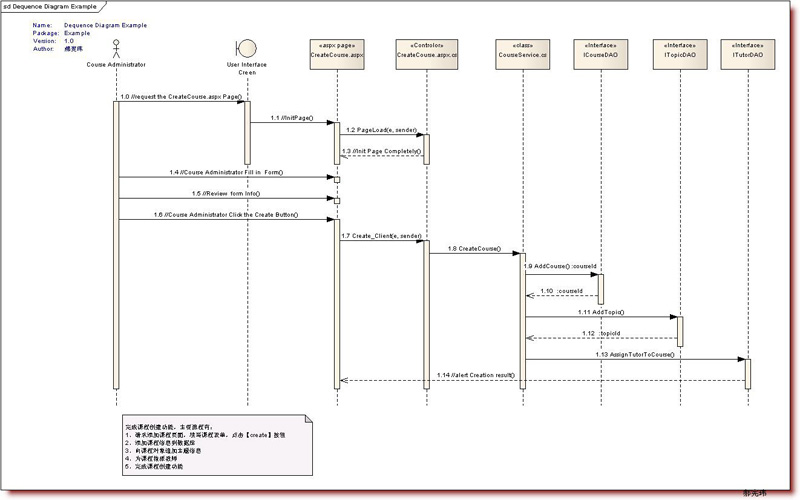 sd Dequence Diagram Example
Name: Dequence Diagram Example
Package: Example
Version: 1.0
Author: 郝宪玮
Course Administrator
User Interface
Creen
«aspx page»
CreateCourse.aspx
«Controlor»
CreateCourse.aspx.cs
«class»
CourseService.cs
«Interface»
ICourseDAO
«Interface»
ITopicDAO
«Interface»
ITutorDAO
1.0 //request the CreateCourse.aspx Page()
1.1 //InitPage()
1.2 PageLoad(e, sender)
1.3 //Init Page Completely()
1.4 //Course Administrator Fill in Form()
1.5 //Review form Info()
1.6 //Course Administrator Click the Create Button()
1.7 Create_Client(e, sender)
1.8 CreateCourse()
1.9 AddCourse() :courseId
1.10 :courseId
1.11 AddTopic()
1.12 :topicId
1.13 AssignTutorToCourse()
1.14 //alert Creation result()
完成课程创建功能，主要流程有：
1、请求添加课程页面，填写课程表单，点击【create】按钮
2、添加课程信息到数据库
3、向课程对象追加主题信息
4、为课程指派教师
5、完成课程创建功能